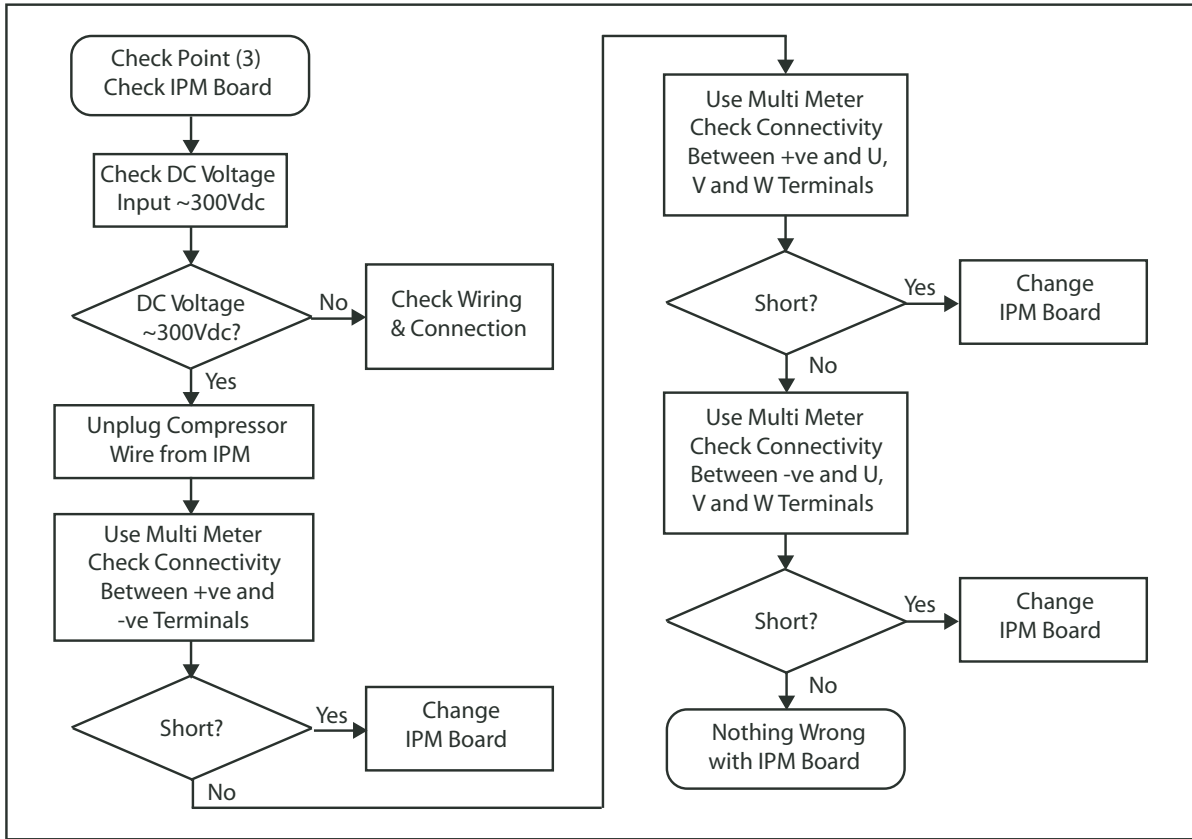 Check Point (3)
Check IPM Board
Check DC Voltage
Input ~300Vdc
DC Voltage
~300Vdc?
No
Check Wiring
& Connection
Yes
Unplug Compressor
Wire from IPM
Use Multi Meter
Check Connectivity
Between +ve and
-ve Terminals
Short?
Yes
Change
IPM Board
No
Use Multi Meter
Check Connectivity
Between +ve and U,
V and W Terminals
Short?
Yes
Change
IPM Board
No
Use Multi Meter
Check Connectivity
Between -ve and U,
V and W Terminals
Short?
Yes
Change
IPM Board
No
Nothing Wrong
with IPM Board